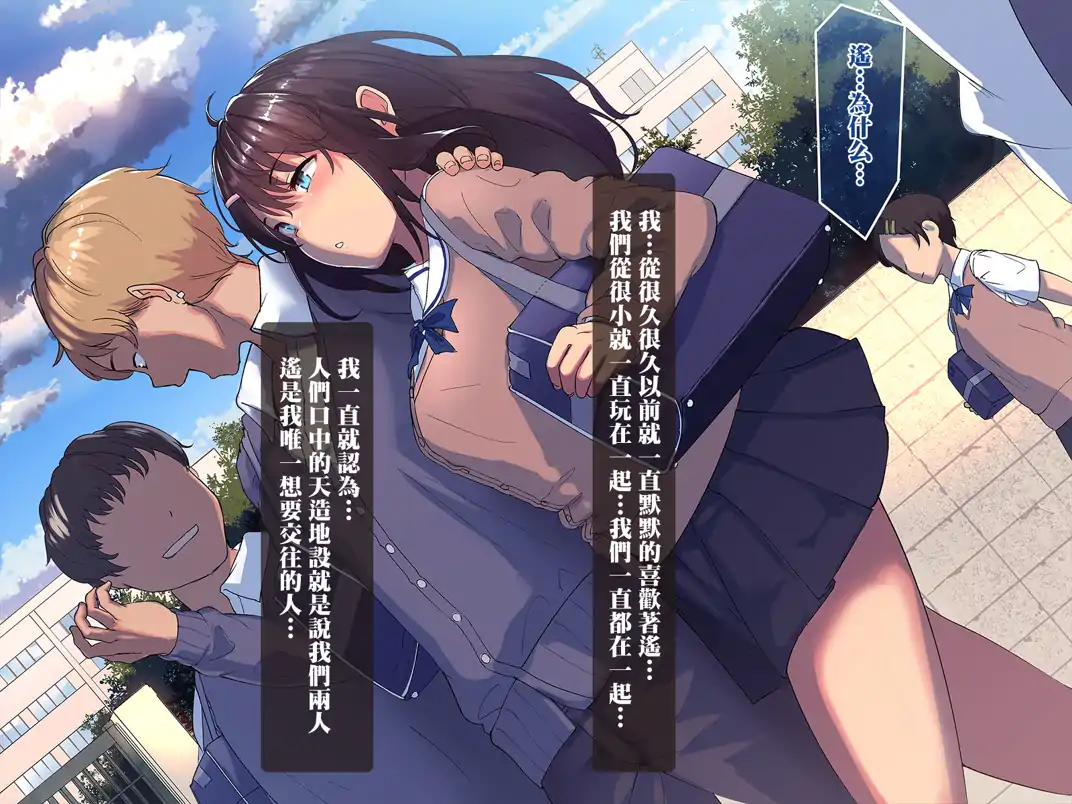 遙…為什么…
我…從很久很久以前就一直默默的喜歡著遙…
我們從很小就一直玩在一起…我們一直都在一起…
我一直就認為…
人們口中的天造地設就是說我們兩人
遙是我唯一想要交往的人…